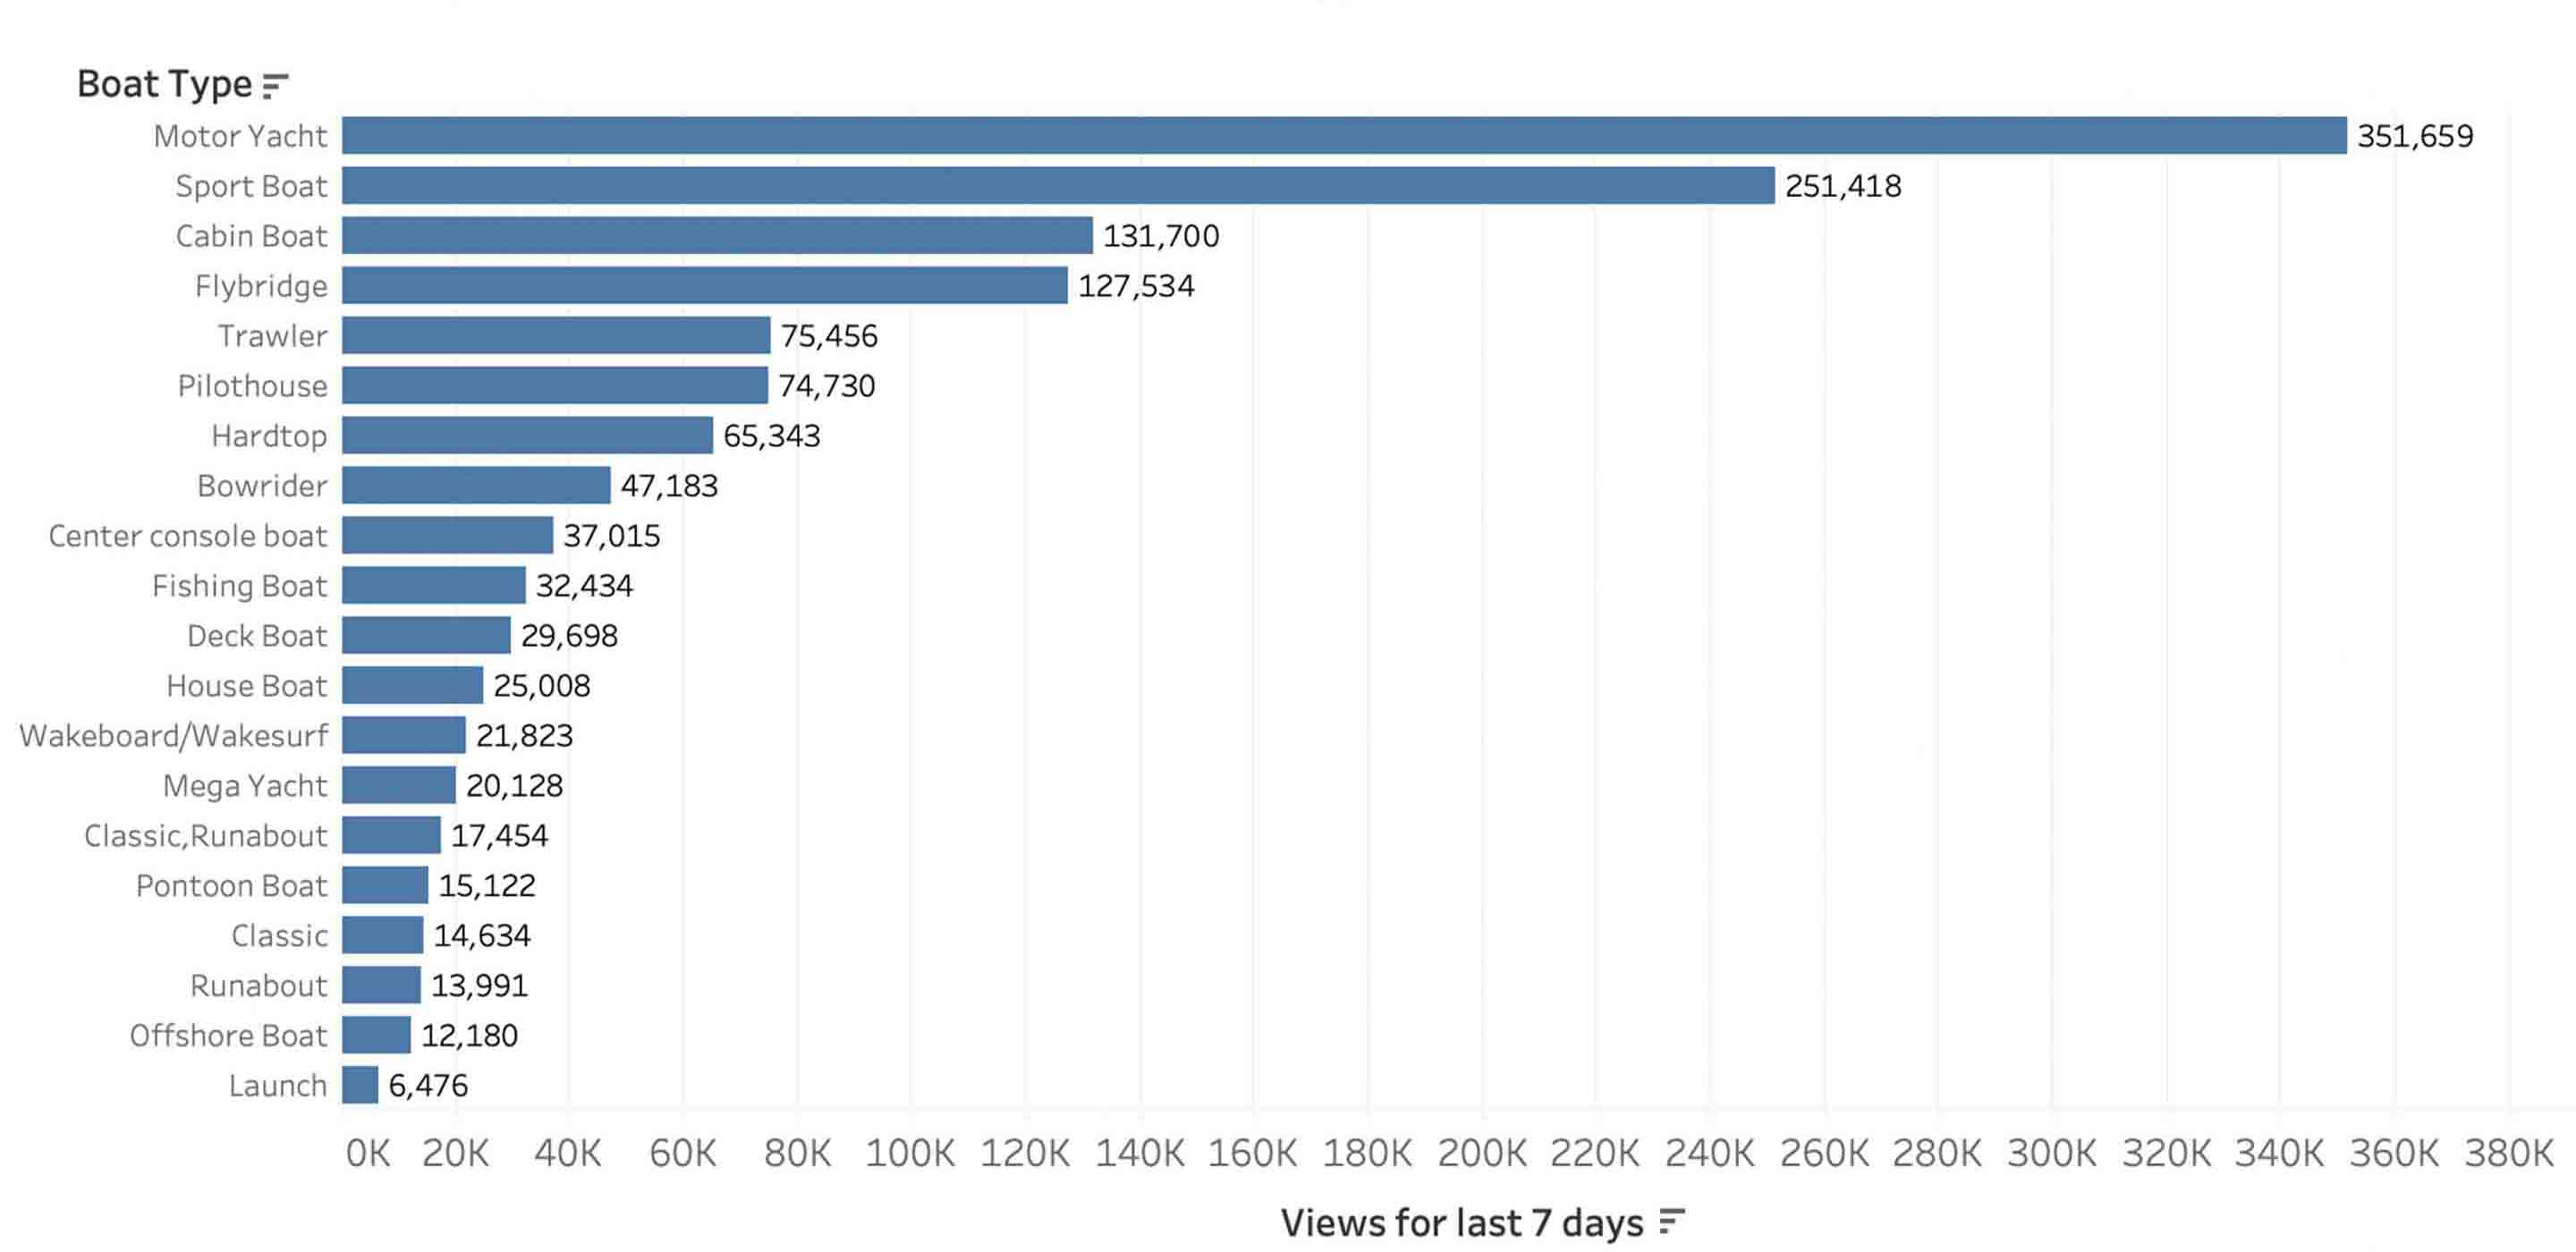 Boat Type
Motor Yacht 351,659
Sport Boat 251,418
Cabin Boat 131,700
Flybridge 127,534
Trawler 75,456
Pilothouse 74,730
Hardtop 65,343
Bowrider 47,183
Center console boat 37,015
Fishing Boat 32,434
Deck Boat 29,698
House Boat 25,008
Wakeboard/Wakesurf 21,823
Mega Yacht 20,128
Classic,Runabout 17,454
Pontoon Boat 15,122
Classic 14,634
Runabout 13,991
Offshore Boat 12,180
Launch 6,476
0K 20K 40K 60K 80K 100K 120K 140K 160K 180K 200K 220K 240K 260K 280K 300K 320K 340K 360K 380K
Views for last 7 days